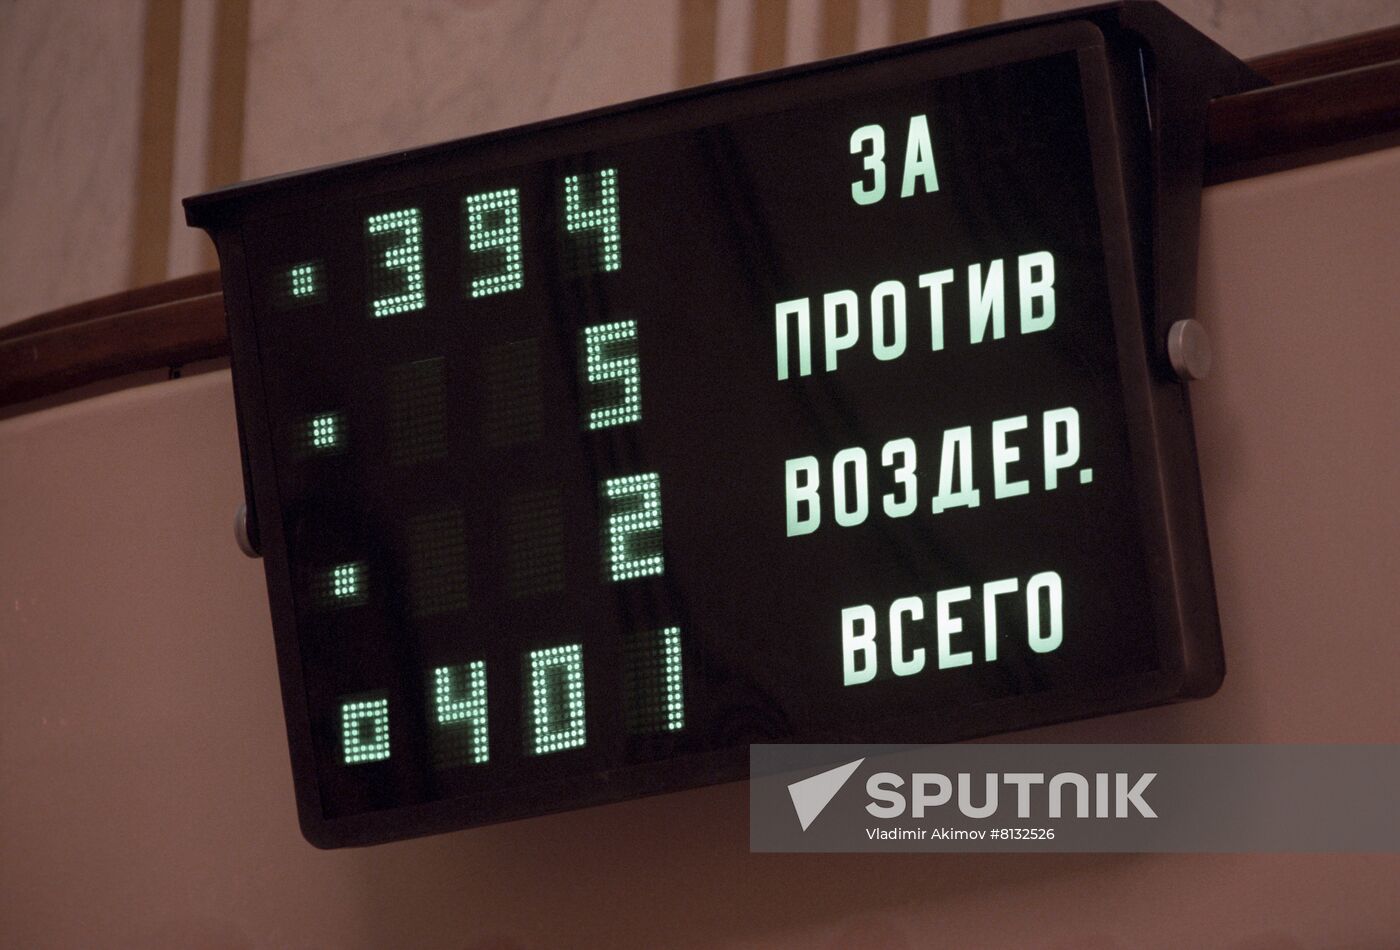 394 ЗА
5 ПРОТИВ
2 ВОЗДЕР.
401 ВСЕГО
SPUTNIK
Vladimir Akimov #8132526